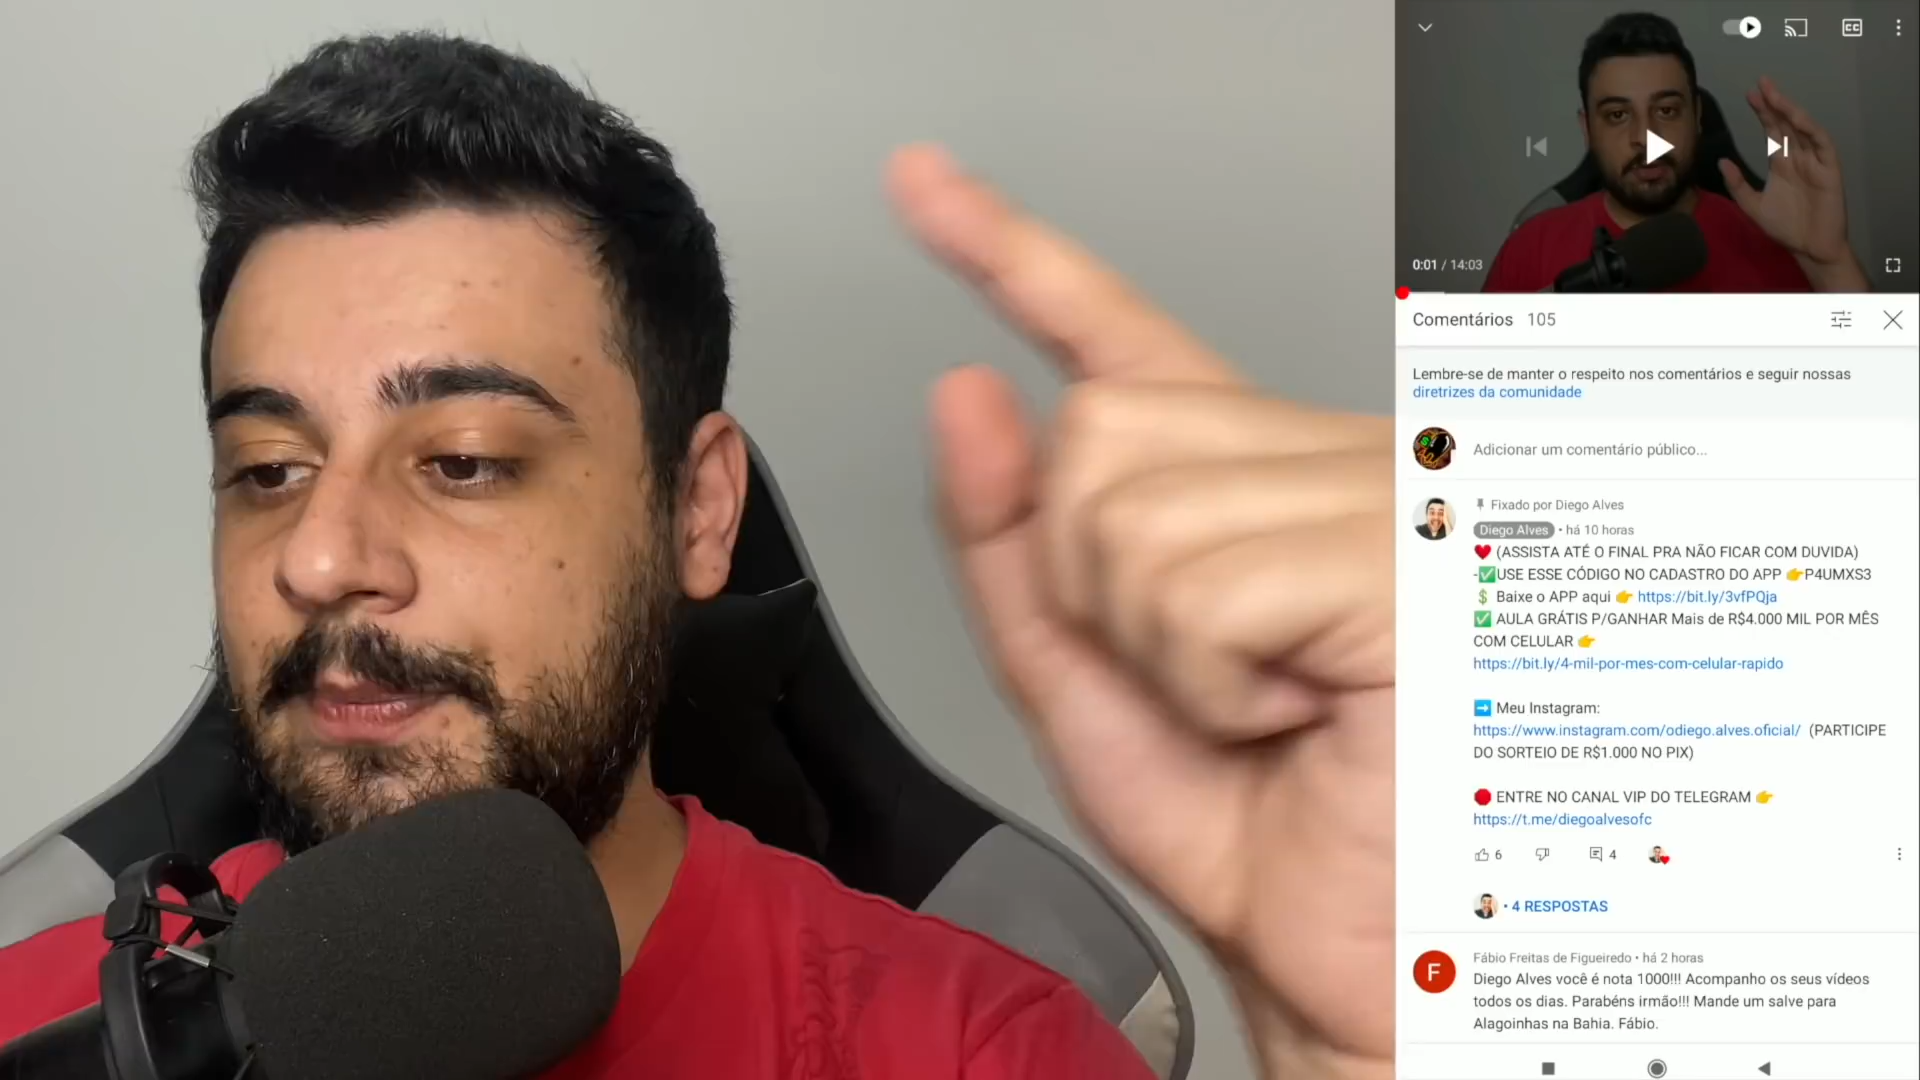 0:01 / 14:03
Comentários 105
Lembre-se de manter o respeito nos comentários e seguir nossas
diretrizes da comunidade
Adicionar um comentário público...
Fixado por Diego Alves
Diego Alves • há 10 horas
❤️ (ASSISTA ATÉ O FINAL PRA NÃO FICAR COM DUVIDA)
-✅USE ESSE CÓDIGO NO CADASTRO DO APP 👉P4UMXS3
💲 Baixe o APP aqui 👉 https://bit.ly/3vfPQja
✅ AULA GRÁTIS P/GANHAR Mais de R$4.000 MIL POR MÊS
COM CELULAR 👉
https://bit.ly/4-mil-por-mes-com-celular-rapido
➡️ Meu Instagram:
https://www.instagram.com/odiego.alves.oficial/ (PARTICIPE
DO SORTEIO DE R$1.000 NO PIX)
🛑 ENTRE NO CANAL VIP DO TELEGRAM 👉
https://t.me/diegoalvesofc
6 4
• 4 RESPOSTAS
F
Fábio Freitas de Figueiredo • há 2 horas
Diego Alves você é nota 1000!!! Acompanho os seus vídeos
todos os dias. Parabéns irmão!!! Mande um salve para
Alagoinhas na Bahia. Fábio.